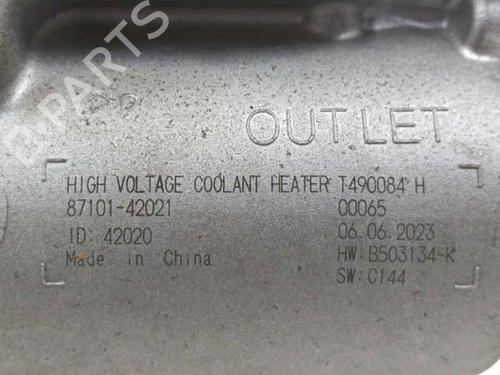 B-PARTS
OUTLET
HIGH VOLTAGE COOLANT HEATER T490084 H
87101-42021 00065
ID: 42020 06.06.2023
Made in China HW: B503134-K
SW: C144